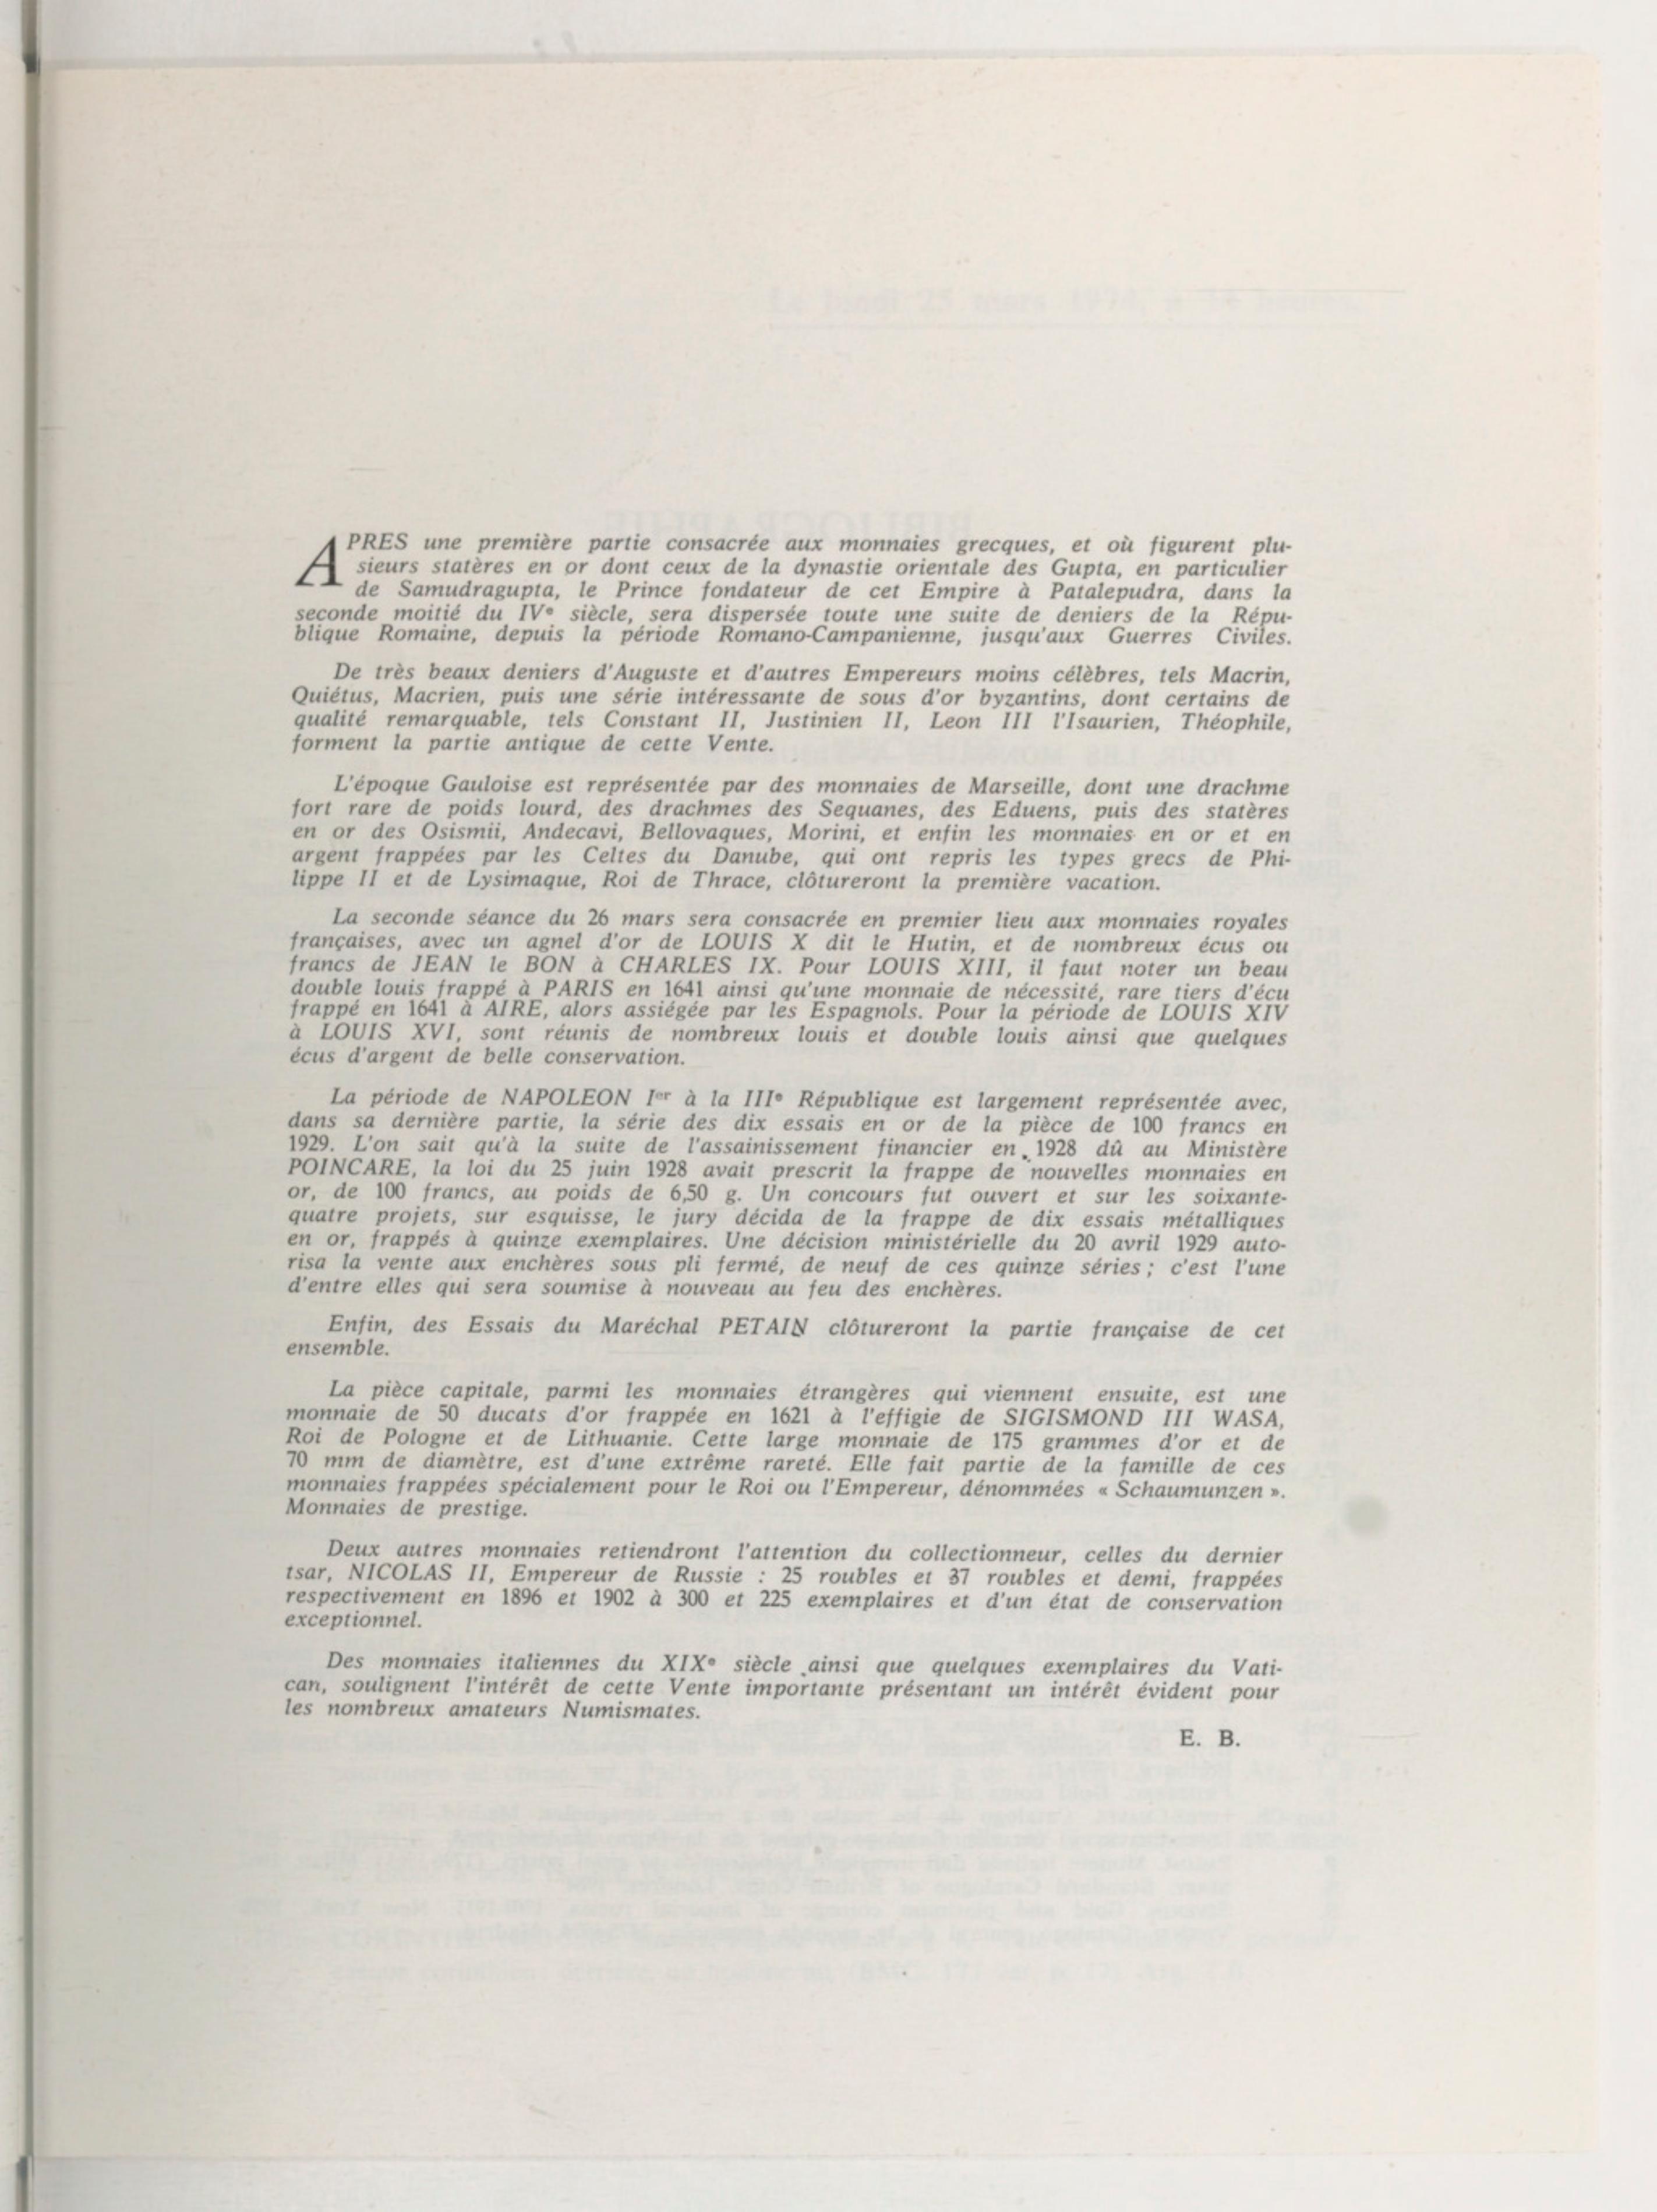 APRES une première partie consacrée aux monnaies grecques, et où figurent plu-
sieurs statères en or dont ceux de la dynastie orientale des Gupta, en particulier
de Samudragupta, le Prince fondateur de cet Empire à Patalepudra, dans la
seconde moitié du IVe siècle, sera dispersée toute une suite de deniers de la Répu-
blique Romaine, depuis la période Romano-Campanienne, jusqu'aux Guerres Civiles.
De très beaux deniers d'Auguste et d'autres Empereurs moins célèbres, tels Macrin,
Quiétus, Macrien, puis une série intéressante de sous d'or byzantins, dont certains de
qualité remarquable, tels Constant II, Justinien II, Leon III l'Isaurien, Théophile,
forment la partie antique de cette Vente.
L'époque Gauloise est représentée par des monnaies de Marseille, dont une drachme
fort rare de poids lourd, des drachmes des Sequanes, des Eduens, puis des statères
en or des Osismii, Andecavi, Bellovaques, Morini, et enfin les monnaies en or et en
argent frappées par les Celtes du Danube, qui ont repris les types grecs de Phi-
lippe II et de Lysimaque, Roi de Thrace, clôtureront la première vacation.
La seconde séance du 26 mars sera consacrée en premier lieu aux monnaies royales
françaises, avec un agnel d'or de LOUIS X dit le Hutin, et de nombreux écus ou
francs de JEAN le BON à CHARLES IX. Pour LOUIS XIII, il faut noter un beau
double louis frappé à PARIS en 1641 ainsi qu'une monnaie de nécessité, rare tiers d'écu
frappé en 1641 à AIRE, alors assiégée par les Espagnols. Pour la période de LOUIS XIV
à LOUIS XVI, sont réunis de nombreux louis et double louis ainsi que quelques
écus d'argent de belle conservation.
La période de NAPOLEON Ier à la IIIe République est largement représentée avec,
dans sa dernière partie, la série des dix essais en or de la pièce de 100 francs en
1929. L'on sait qu'à la suite de l'assainissement financier en 1928 dû au Ministère
POINCARE, la loi du 25 juin 1928 avait prescrit la frappe de nouvelles monnaies en
or, de 100 francs, au poids de 6,50 g. Un concours fut ouvert et sur les soixante-
quatre projets, sur esquisse, le jury décida de la frappe de dix essais métalliques
en or, frappés à quinze exemplaires. Une décision ministérielle du 20 avril 1929 auto-
risa la vente aux enchères sous pli fermé, de neuf de ces quinze séries ; c'est l'une
d'entre elles qui sera soumise à nouveau au feu des enchères.
Enfin, des Essais du Maréchal PETAIN clôtureront la partie française de cet
ensemble.
La pièce capitale, parmi les monnaies étrangères qui viennent ensuite, est une
monnaie de 50 ducats d'or frappée en 1621 à l'effigie de SIGISMOND III WASA,
Roi de Pologne et de Lithuanie. Cette large monnaie de 175 grammes d'or et de
70 mm de diamètre, est d'une extrême rareté. Elle fait partie de la famille de ces
monnaies frappées spécialement pour le Roi ou l'Empereur, dénommées « Schaumunzen ».
Monnaies de prestige.
Deux autres monnaies retiendront l'attention du collectionneur, celles du dernier
tsar, NICOLAS II, Empereur de Russie : 25 roubles et 37 roubles et demi, frappées
respectivement en 1896 et 1902 à 300 et 225 exemplaires et d'un état de conservation
exceptionnel.
Des monnaies italiennes du XIXe siècle ainsi que quelques exemplaires du Vati-
can, soulignent l'intérêt de cette Vente importante présentant un intérêt évident pour
les nombreux amateurs Numismates.
E. B.